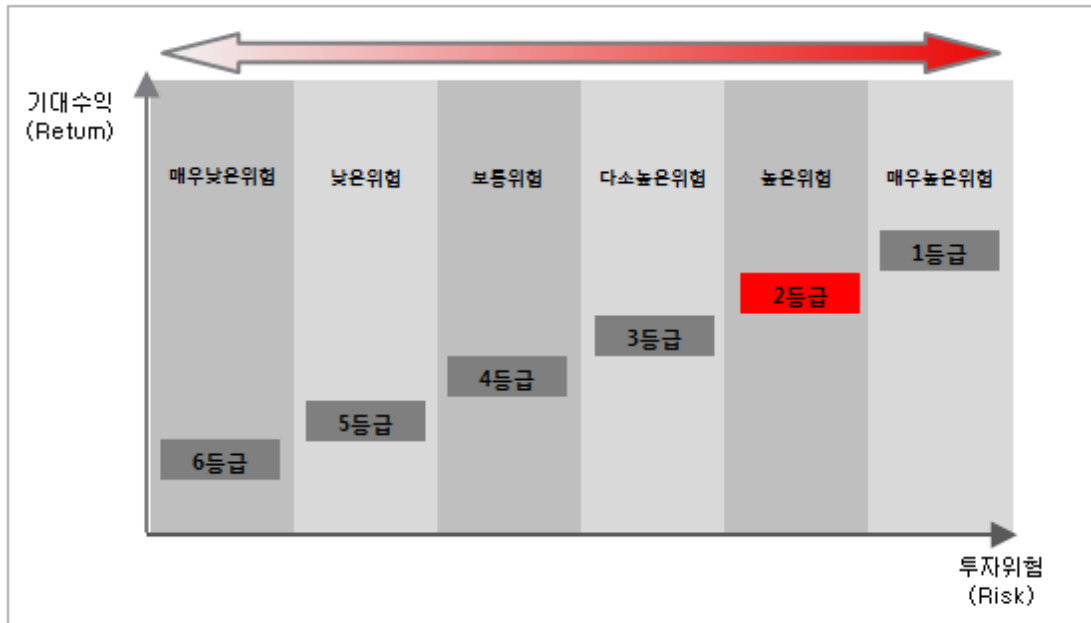 기대수익
(Retum)
매우낮은위험
낮은위험
보통위험
다소높은위험
높은위험
매우높은위험
1등급
2등급
3등급
4등급
5등급
6등급
투자위험
(Risk)